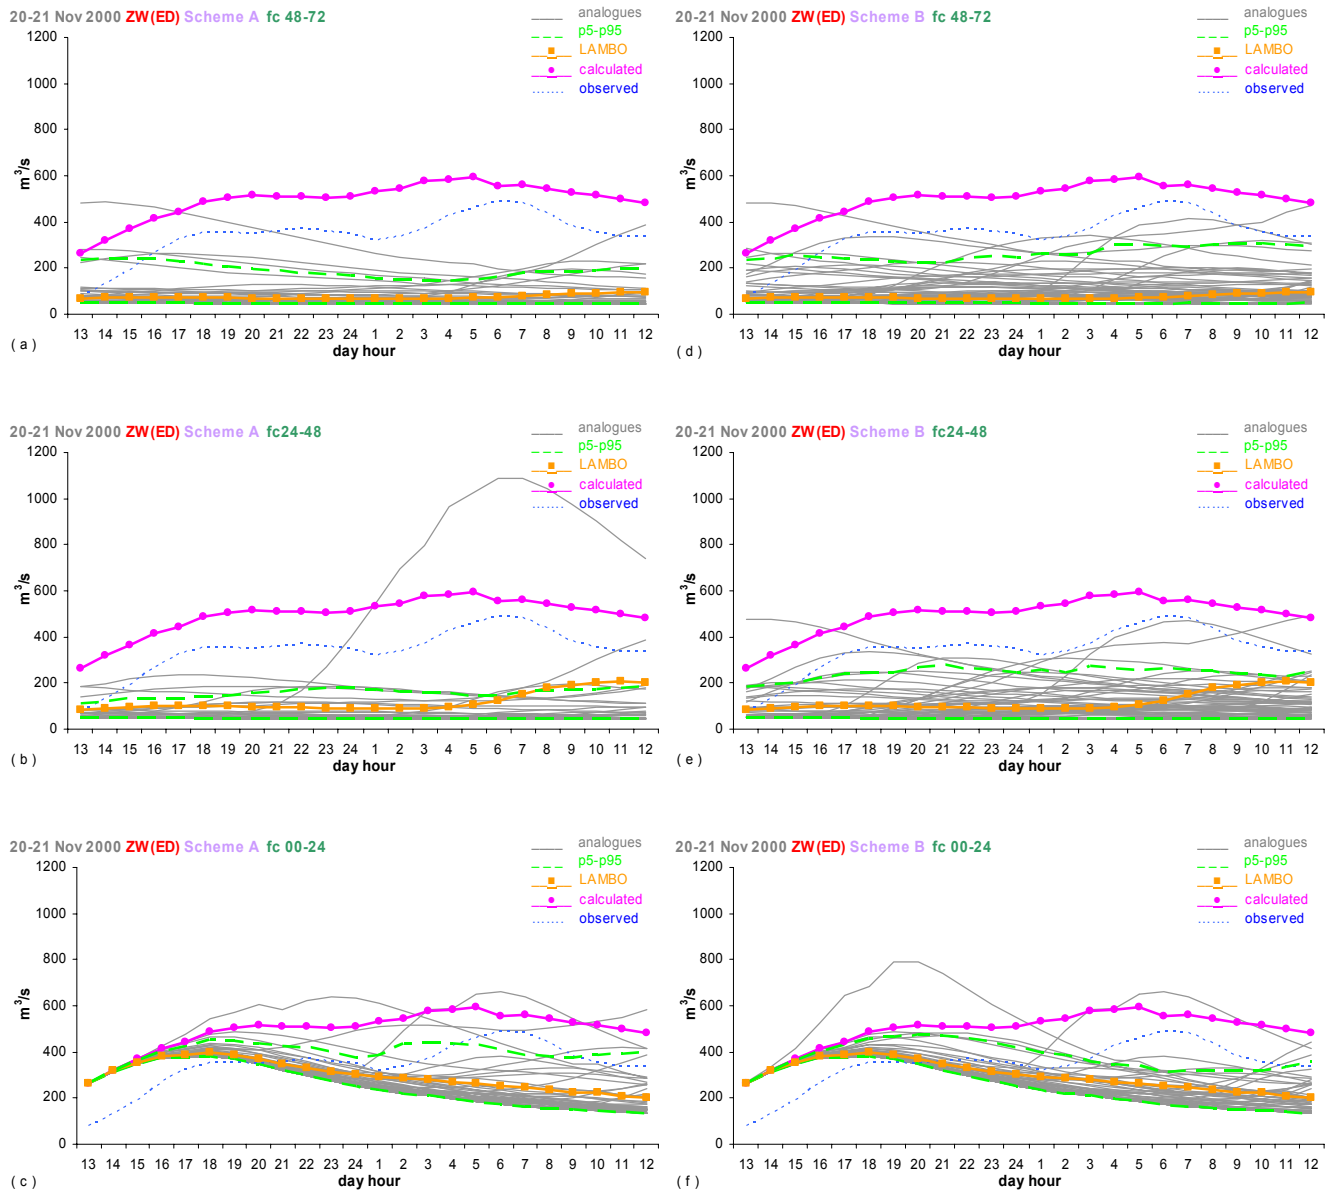 20-21 Nov 2000 ZW(ED) Scheme A fc 48-72
analogues
p5-p95
LAMBO
calculated
observed
1200
1000
800
600
400
200
0
m³/s
13 14 15 16 17 18 19 20 21 22 23 24 1 2 3 4 5 6 7 8 9 10 11 12
day hour
(a)
20-21 Nov 2000 ZW(ED) Scheme B fc 48-72
analogues
p5-p95
LAMBO
calculated
observed
1200
1000
800
600
400
200
0
m³/s
13 14 15 16 17 18 19 20 21 22 23 24 1 2 3 4 5 6 7 8 9 10 11 12
day hour
(d)
20-21 Nov 2000 ZW(ED) Scheme A fc24-48
analogues
p5-p95
LAMBO
calculated
observed
1200
1000
800
600
400
200
0
m³/s
13 14 15 16 17 18 19 20 21 22 23 24 1 2 3 4 5 6 7 8 9 10 11 12
day hour
(b)
20-21 Nov 2000 ZW(ED) Scheme B fc24-48
analogues
p5-p95
LAMBO
calculated
observed
1200
1000
800
600
400
200
0
m³/s
13 14 15 16 17 18 19 20 21 22 23 24 1 2 3 4 5 6 7 8 9 10 11 12
day hour
(e)
20-21 Nov 2000 ZW(ED) Scheme A fc 00-24
analogues
p5-p95
LAMBO
calculated
observed
1200
1000
800
600
400
200
0
m³/s
13 14 15 16 17 18 19 20 21 22 23 24 1 2 3 4 5 6 7 8 9 10 11 12
day hour
(c)
20-21 Nov 2000 ZW(ED) Scheme B fc 00-24
analogues
p5-p95
LAMBO
calculated
observed
1200
1000
800
600
400
200
0
m³/s
13 14 15 16 17 18 19 20 21 22 23 24 1 2 3 4 5 6 7 8 9 10 11 12
day hour
(f)